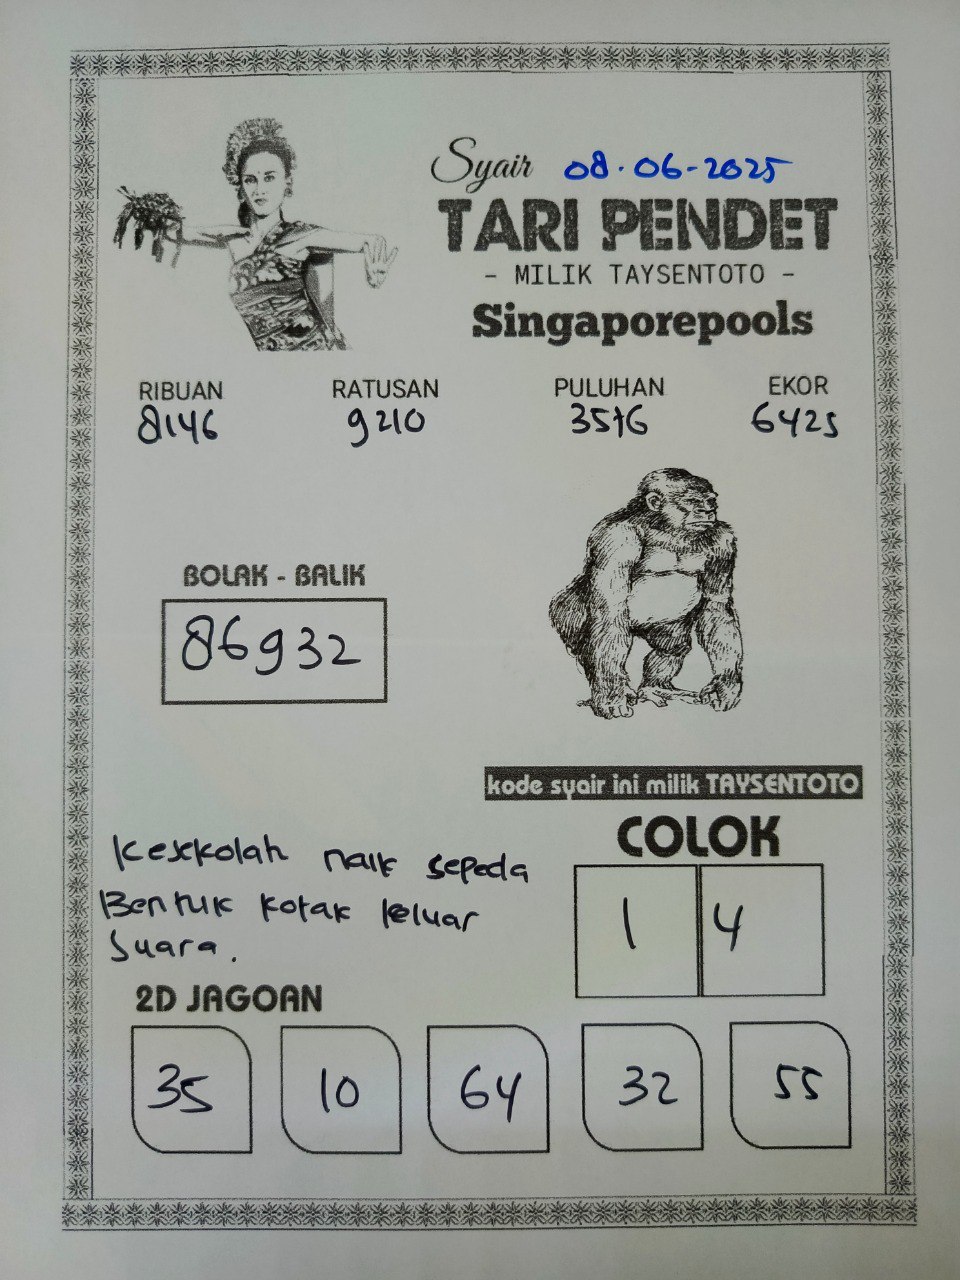 Syair 08.06-2025
TARI PENDET
- MILIK TAYSENTOTO -
Singaporepools
RIBUAN RATUSAN PULUHAN EKOR
8146 9210 3576 6425
BOLAK - BALIK
86932
kode syair ini milik TAYSENTOTO
COLOK
1 4
Kesekolah naik sepeda
Bentuk kotak keluar
Suara.
2D JAGOAN
35 10 64 32 55